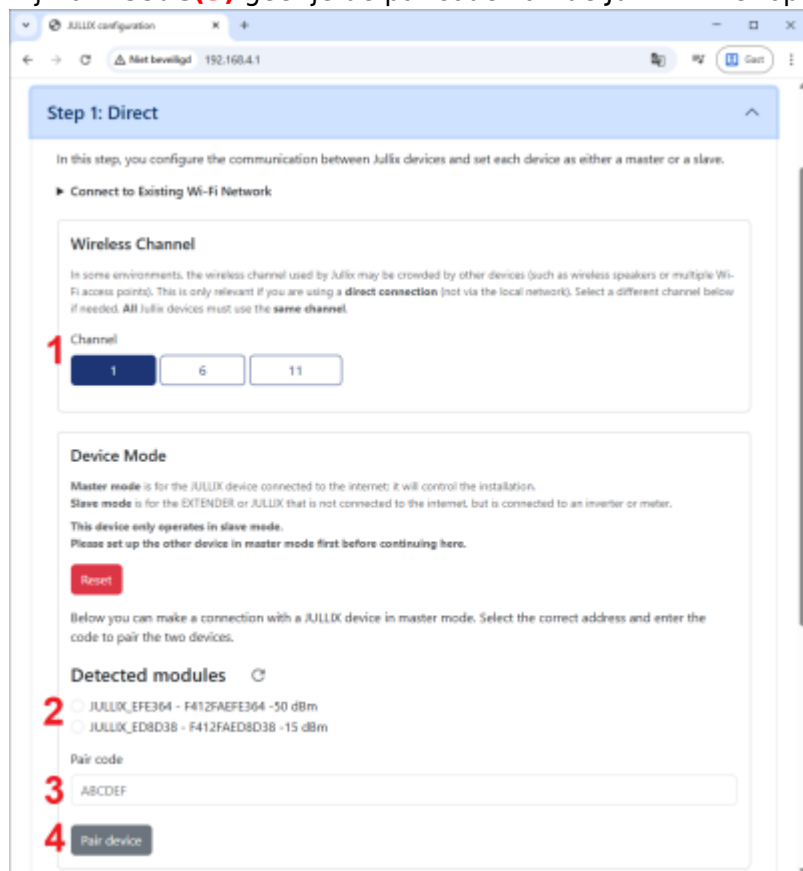 JULLIX configuration
Niet beveiligd 192.168.4.1 Gast
Step 1: Direct
In this step, you configure the communication between Jullix devices and set each device as either a master or a slave.
Connect to Existing Wi-Fi Network
Wireless Channel
In some environments, the wireless channel used by Jullix may be crowded by other devices (such as wireless speakers or multiple Wi-
Fi access points). This is only relevant if you are using a direct connection (not via the local network). Select a different channel below
if needed. All Jullix devices must use the same channel.
Channel
1
1 6 11
Device Mode
Master mode is for the JULLIX device connected to the internet; it will control the installation.
Slave mode is for the EXTENDER or JULLIX that is not connected to the internet, but is connected to an inverter or meter.
This device only operates in slave mode.
Please set up the other device in master mode first before continuing here.
Reset
Below you can make a connection with a JULLIX device in master mode. Select the correct address and enter the
code to pair the two devices.
Detected modules
2
JULLIX_EFE364 - F412FAEFE364 -50 dBm
JULLIX_ED8D38 - F412FAED8D38 -15 dBm
Pair code
3 ABCDEF
4 Pair device